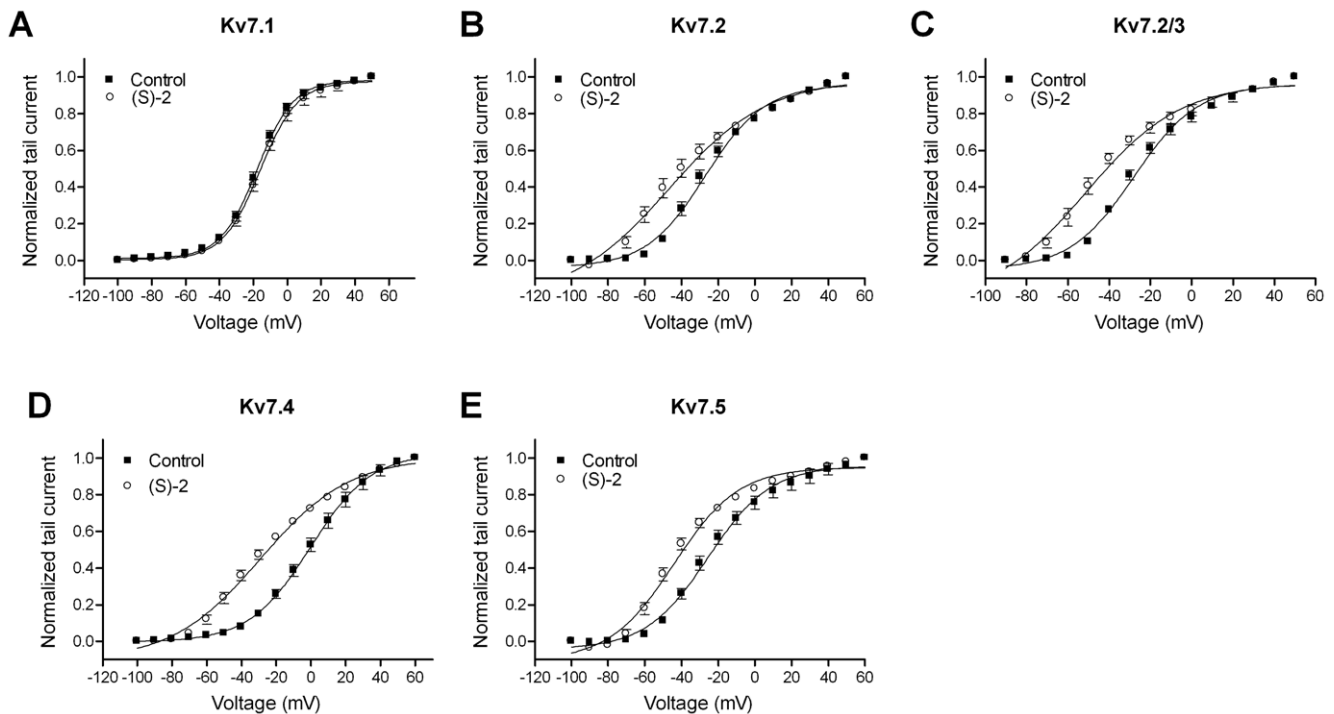 A
Kv7.1
Normalized tail current
1.0
0.8
0.6
0.4
0.2
0.0
Control
(S)-2
-120 -100 -80 -60 -40 -20 0 20 40 60
Voltage (mV)
B
Kv7.2
Normalized tail current
1.0
0.8
0.6
0.4
0.2
0.0
Control
(S)-2
-120 -100 -80 -60 -40 -20 0 20 40 60
Voltage (mV)
C
Kv7.2/3
Normalized tail current
1.0
0.8
0.6
0.4
0.2
0.0
Control
(S)-2
-100 -80 -60 -40 -20 0 20 40 60
Voltage (mV)
D
Kv7.4
Normalized tail current
1.0
0.8
0.6
0.4
0.2
0.0
Control
(S)-2
-120 -100 -80 -60 -40 -20 0 20 40 60
Voltage (mV)
E
Kv7.5
Normalized tail current
1.0
0.8
0.6
0.4
0.2
0.0
Control
(S)-2
-120 -100 -80 -60 -40 -20 0 20 40 60
Voltage (mV)